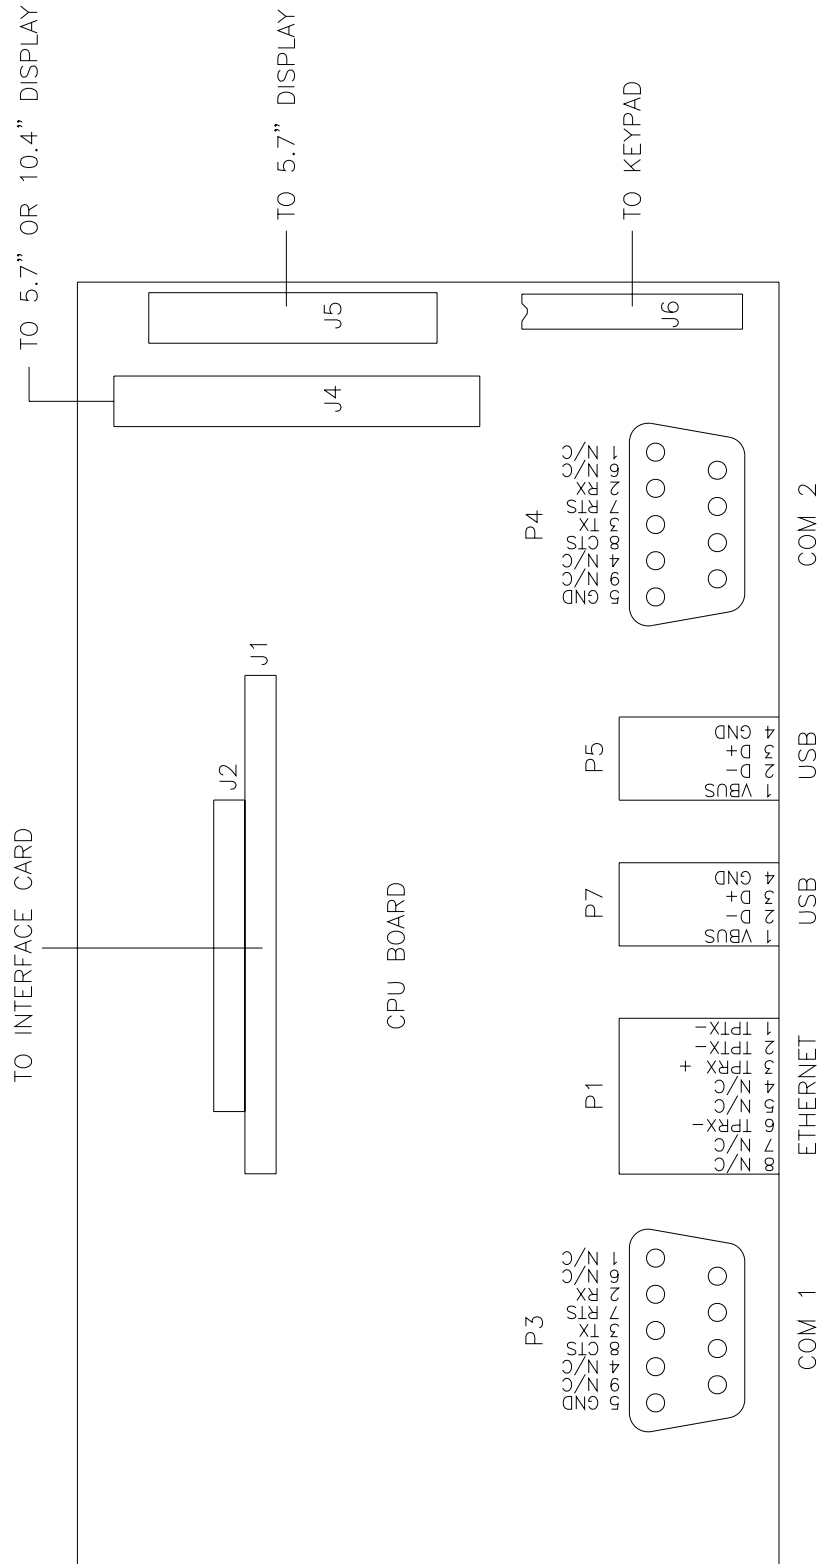 TO 5.7” OR 10.4” DISPLAY
TO 5.7” DISPLAY
TO KEYPAD
J5
J6
J4
P4
1 N/C
6 N/C
2 RX
7 RTS
3 TX
8 CTS
4 N/C
9 N/C
5 GND
COM 2
J1
J2
TO INTERFACE CARD
CPU BOARD
P5
4 GND
3 D+
2 D-
1 VBUS
USB
P7
4 GND
3 D+
2 D-
1 VBUS
USB
P1
1 TPTX-
2 TPTX-
3 TPRX +
4 N/C
5 N/C
6 TPRX-
7 N/C
8 N/C
ETHERNET
P3
1 N/C
6 N/C
2 RX
7 RTS
3 TX
8 CTS
4 N/C
9 N/C
5 GND
COM 1